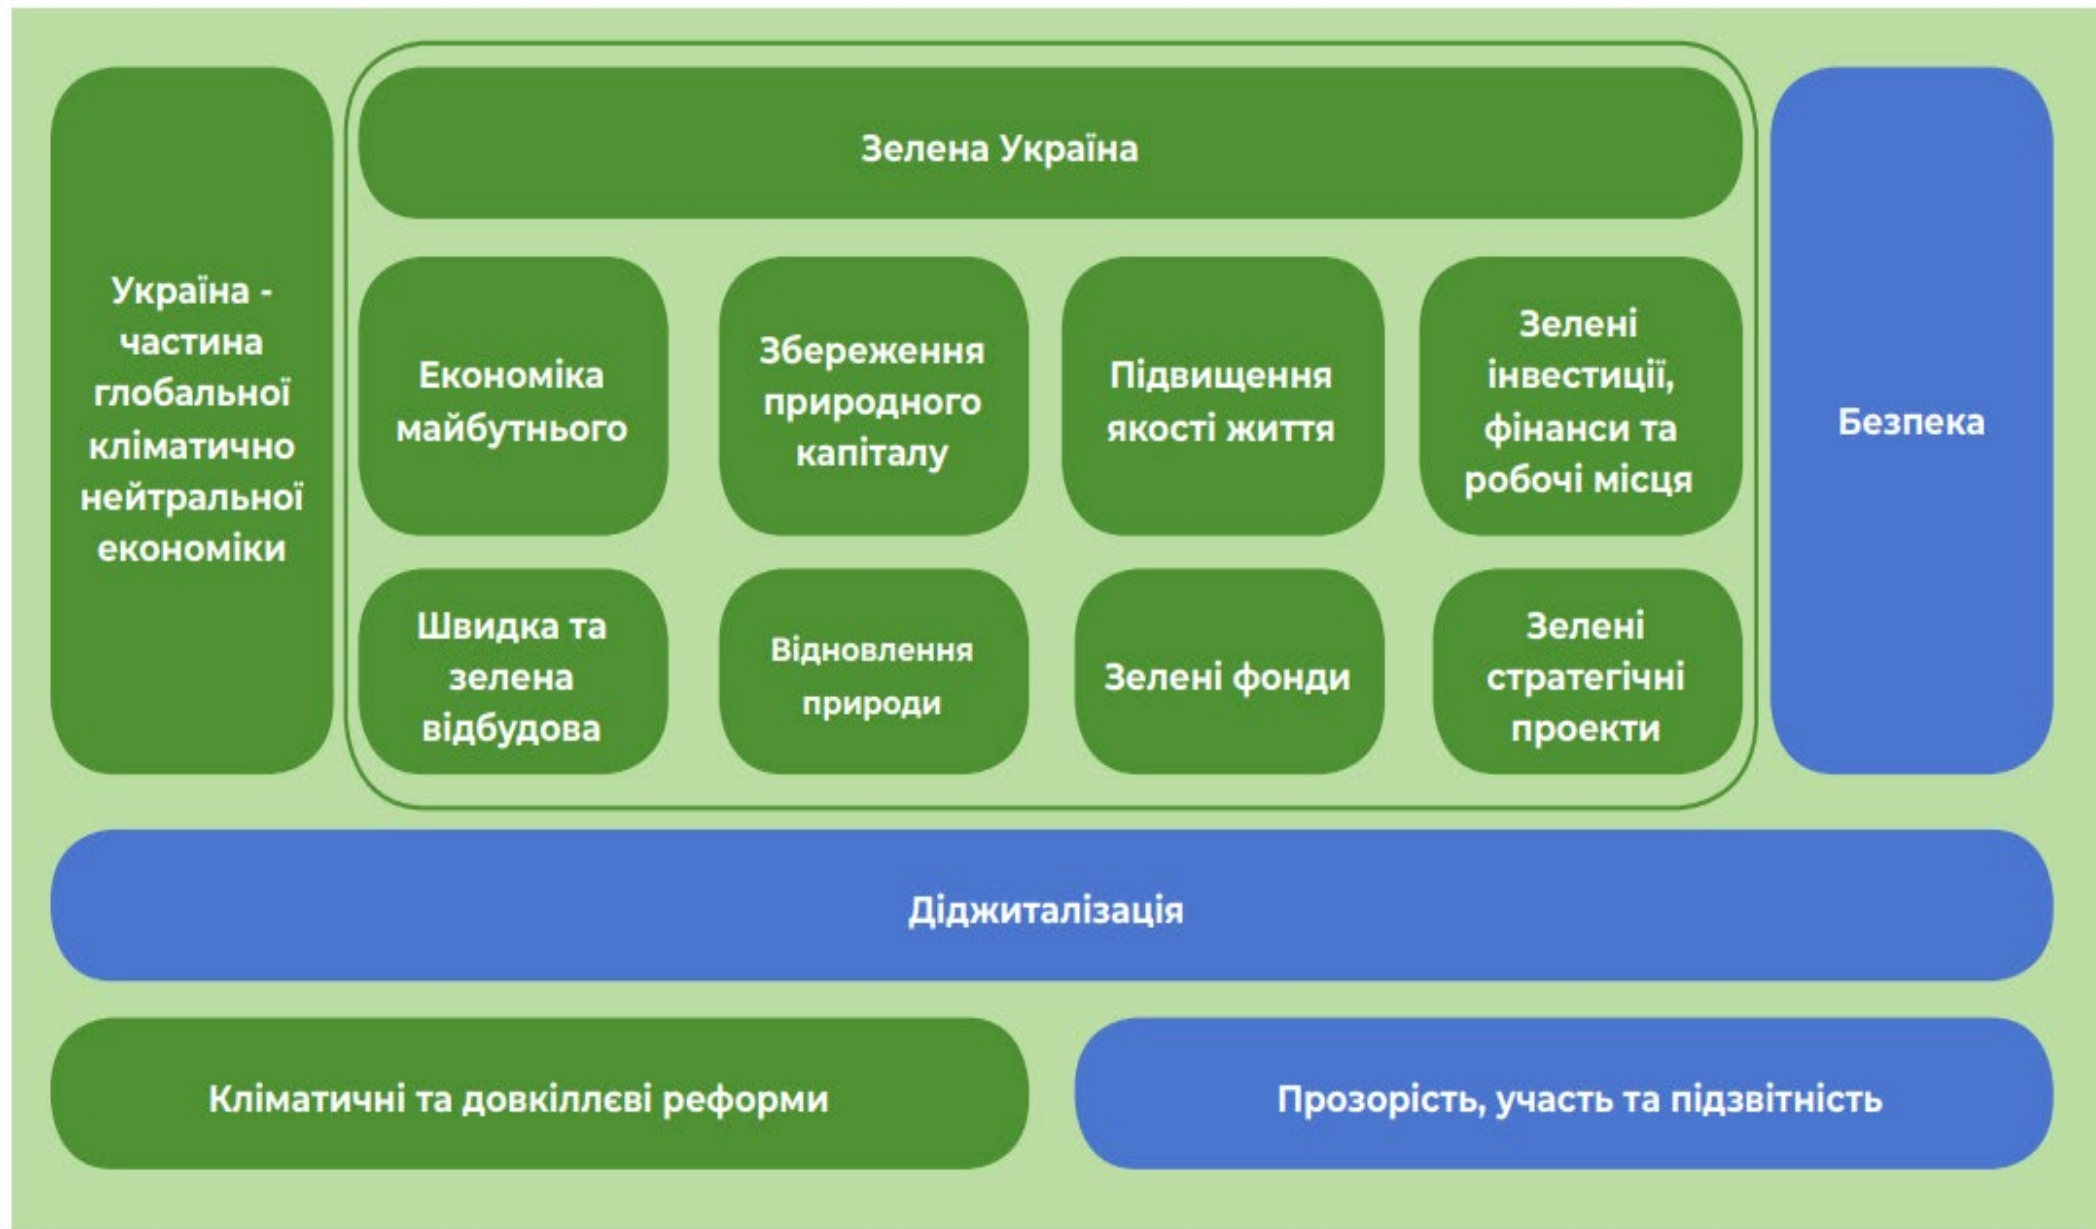 Зелена Україна
Україна -
частина
глобальної
кліматично
нейтральної
економіки
Економіка
майбутнього
Збереження
природного
капіталу
Підвищення
якості життя
Зелені
інвестиції,
фінанси та
робочі місця
Безпека
Швидка та
зелена
відбудова
Відновлення
природи
Зелені фонди
Зелені
стратегічні
проекти
Діджиталізація
Кліматичні та довкіллєві реформи
Прозорість, участь та підзвітність